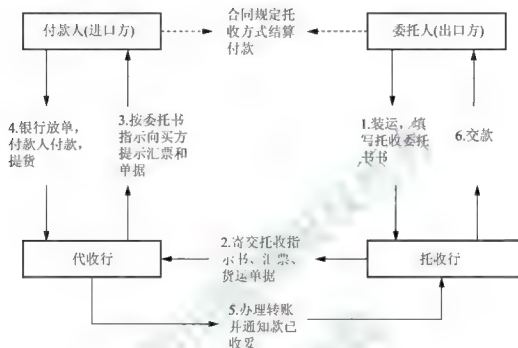 付款人(进口方)
合同规定托
收方式结算
付款
委托人(出口方)
4.银行放单,
付款人付款,
提货
3.按委托书
指示向买方
提示汇票和
单据
1.装运, 填
写托收委托
书书
6.交款
代收行
2.寄交托收指
示书、汇票、
货运单据
托收行
5.办理转账
并通知款已
收妥